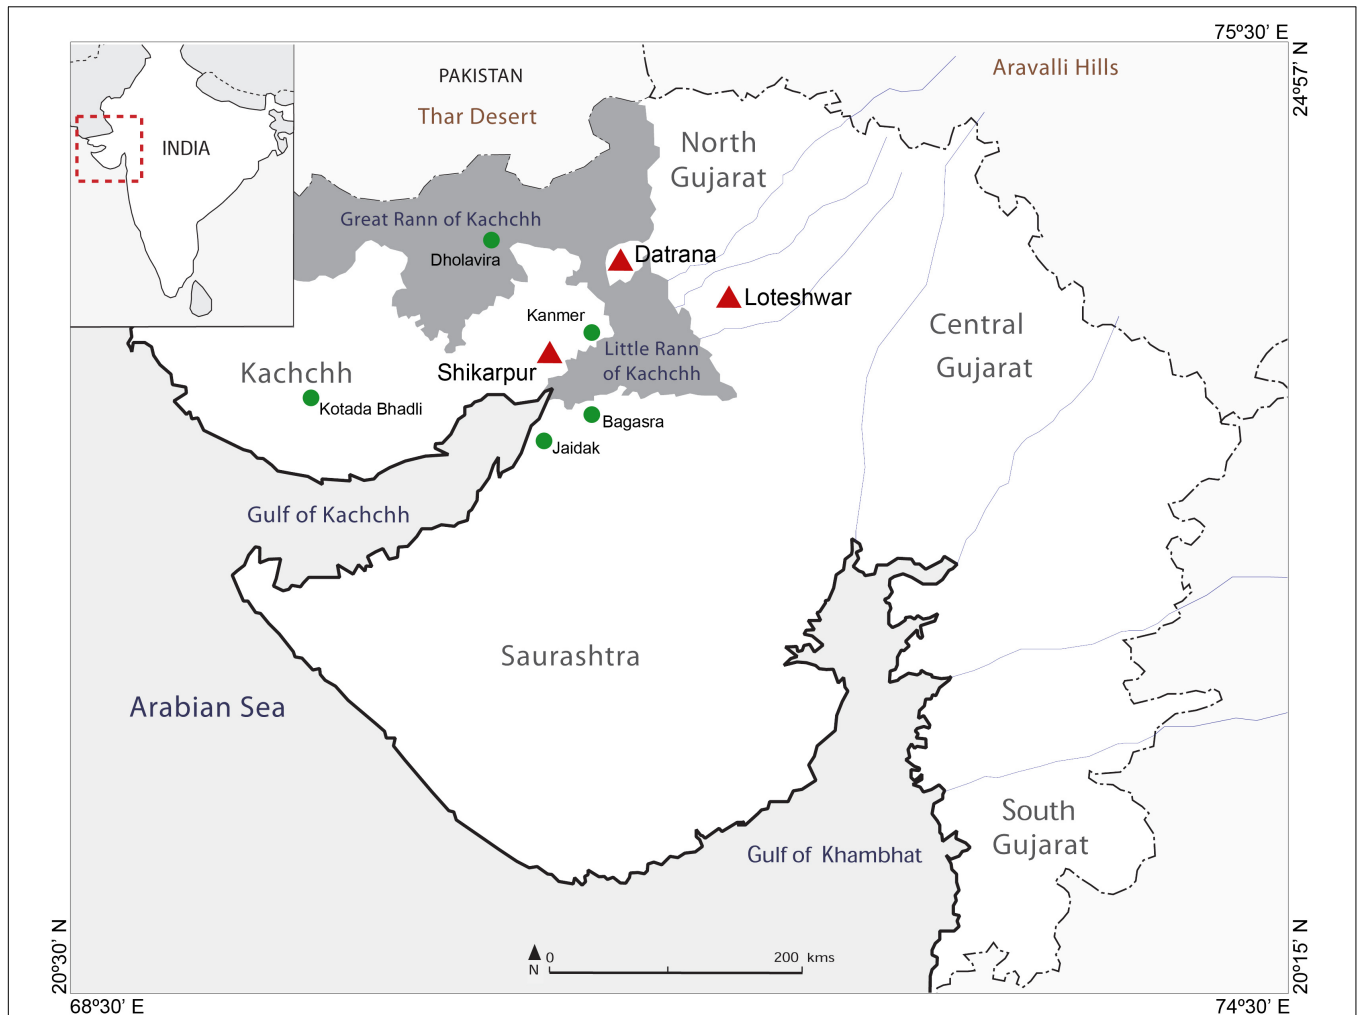 75º30’ E
24º57’ N
PAKISTAN
Thar Desert
Aravalli Hills
INDIA
North
Gujarat
Great Rann of Kachchh
Dholavira
Datrana
Loteshwar
Kanmer
Central
Gujarat
Little Rann
of Kachchh
Shikarpur
Kachchh
Kotada Bhadli
Bagasra
Jaidak
Gulf of Kachchh
Saurashtra
Arabian Sea
South
Gujarat
Gulf of Khambhat
N
0
200 kms
20º30’ N
20º15’ N
68º30’ E
74º30’ E